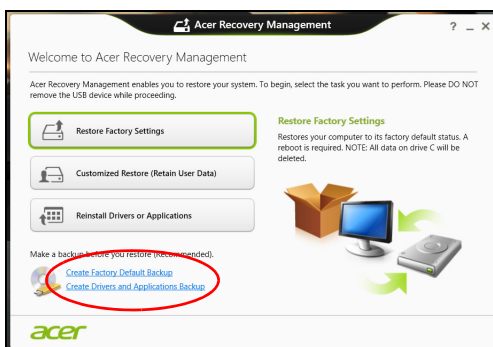 Acer Recovery Management
? _ X
Welcome to Acer Recovery Management
Acer Recovery Management enables you to restore your system. To begin, select the task you want to perform. Please DO NOT
remove the USB device while proceeding.
Restore Factory Settings
Customized Restore (Retain User Data)
Reinstall Drivers or Applications
Restore Factory Settings
Restores your computer to its factory default status. A
reboot is required. NOTE: All data on drive C will be
deleted.
Make a backup before you restore (Recommended).
Create Factory Default Backup
Create Drivers and Applications Backup
acer